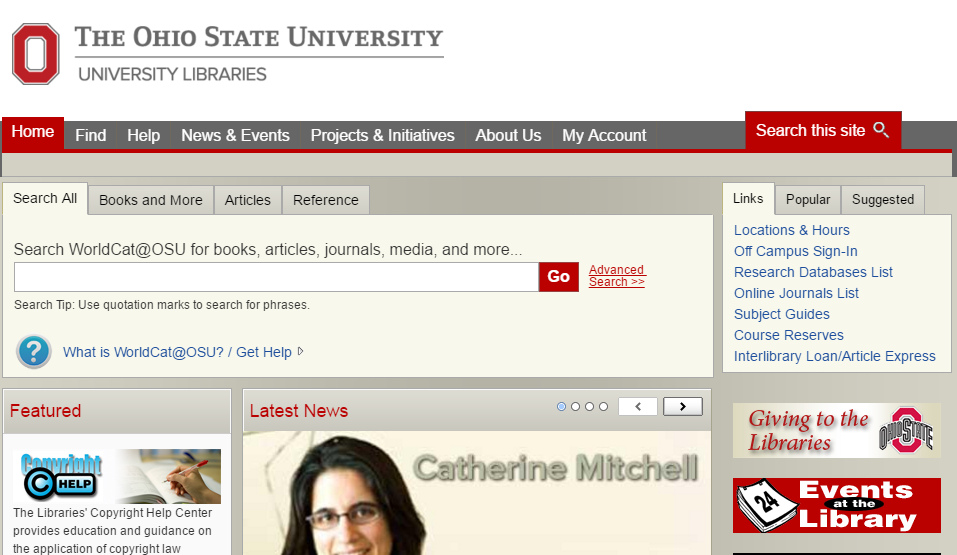 THE OHIO STATE UNIVERSITY
UNIVERSITY LIBRARIES
Home Find Help News & Events Projects & Initiatives About Us My Account Search this site
Search All Books and More Articles Reference
Search WorldCat@OSU for books, articles, journals, media, and more...
Go
Advanced
Search >>
Search Tip: Use quotation marks to search for phrases.
? What is WorldCat@OSU? / Get Help
Links Popular Suggested
Locations & Hours
Off Campus Sign-In
Research Databases List
Online Journals List
Subject Guides
Course Reserves
Interlibrary Loan/Article Express
Featured
Copyright
C HELP
The Libraries' Copyright Help Center
provides education and guidance on
the application of copyright law
Latest News
Catherine Mitchell
Giving to the
Libraries
OHIO STATE
24
Events
at the
Library